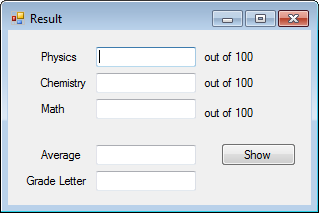 Result
Physics out of 100
Chemistry out of 100
Math out of 100
Average Show
Grade Letter